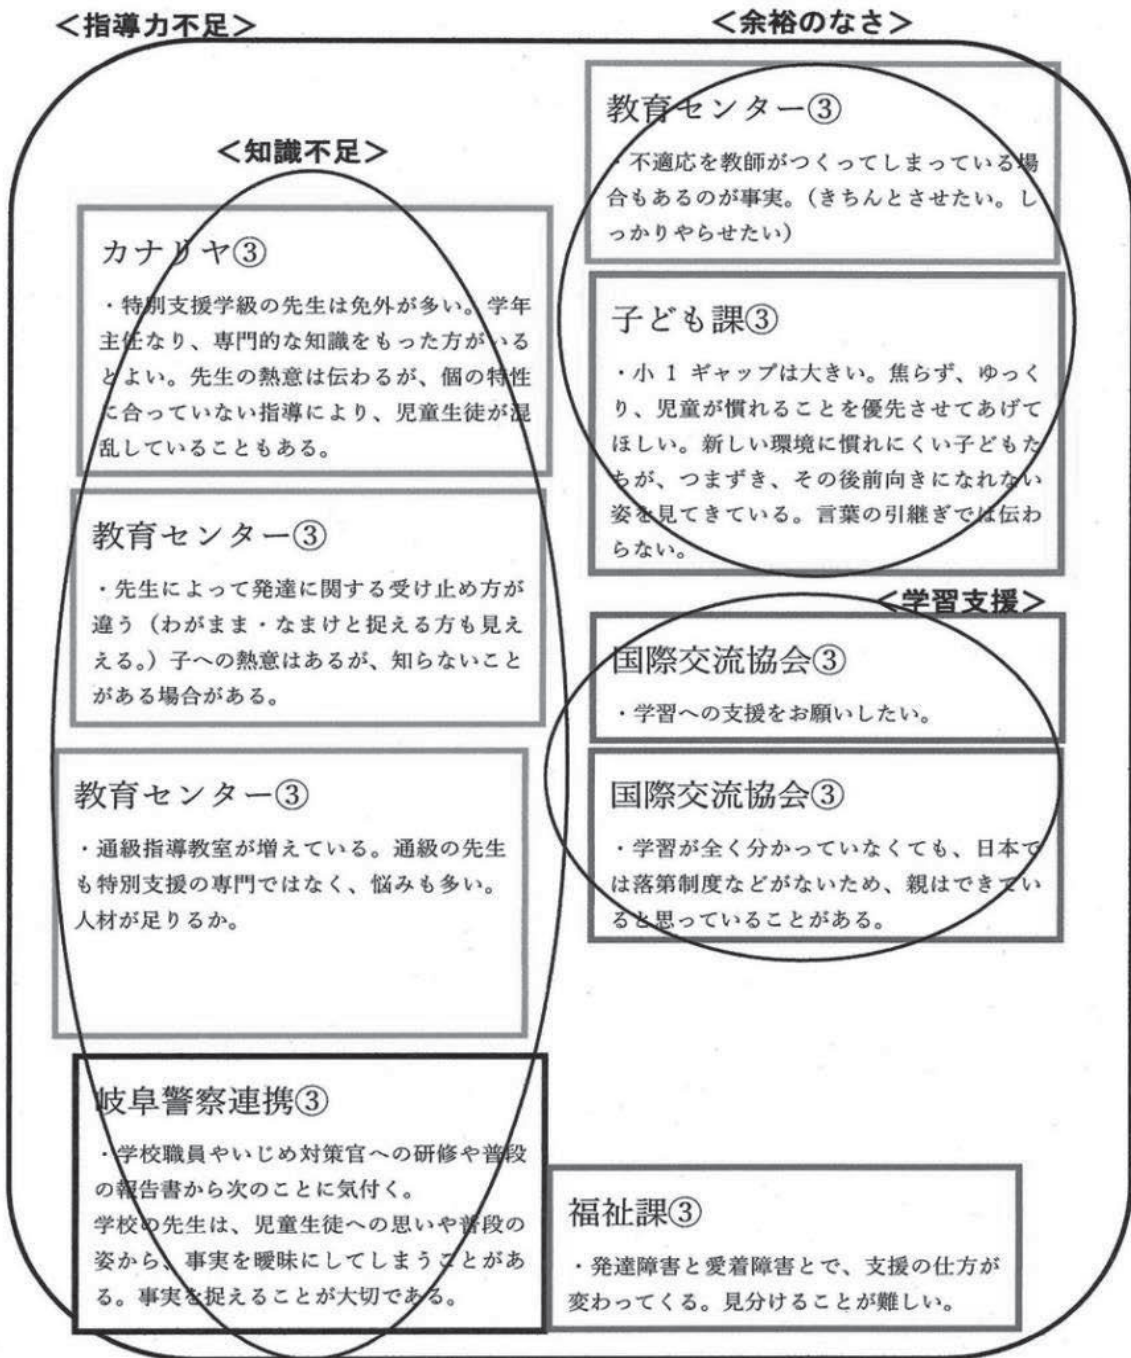 ＜指導力不足＞
＜余裕のなさ＞
＜知識不足＞
カナリヤ③
・特別支援学級の先生は免外が多い。学年
主任なり、専門的な知識をもった方がいる
とよい。先生の熱意は伝わるが、個の特性
に合っていない指導により、児童生徒が混
乱していることもある。
教育センター③
・先生によって発達に関する受け止め方が
違う（わがまま・なまけと捉える方も見え
える。）子への熱意はあるが、知らないこと
がある場合がある。
教育センター③
・通級指導教室が増えている。通級の先生
も特別支援の専門ではなく、悩みも多い。
人材が足りるか。
岐阜警察連携③
・学校職員やいじめ対策官への研修や普段
の報告書から次のことに気付く。
学校の先生は、児童生徒への思いや普段の
姿から、事実を曖昧にしてしまうことがあ
る。事実を捉えることが大切である。
教育センター③
・不適応を教師がつくってしまっている場
合もあるのが事実。（きちんとさせたい。し
っかりやらせたい）
子ども課③
・小 1 ギャップは大きい。焦らず、ゆっく
り、児童が慣れることを優先させてあげて
ほしい。新しい環境に慣れにくい子どもた
ちが、つまずき、その後前向きになれない
姿を見てきている。言葉の引継ぎでは伝わ
らない。
＜学習支援＞
国際交流協会③
・学習への支援をお願いしたい。
国際交流協会③
・学習が全く分かっていなくても、日本で
は落第制度などがないため、親はできてい
ると思っていることがある。
福祉課③
・発達障害と愛着障害とで、支援の仕方が
変わってくる。見分けることが難しい。